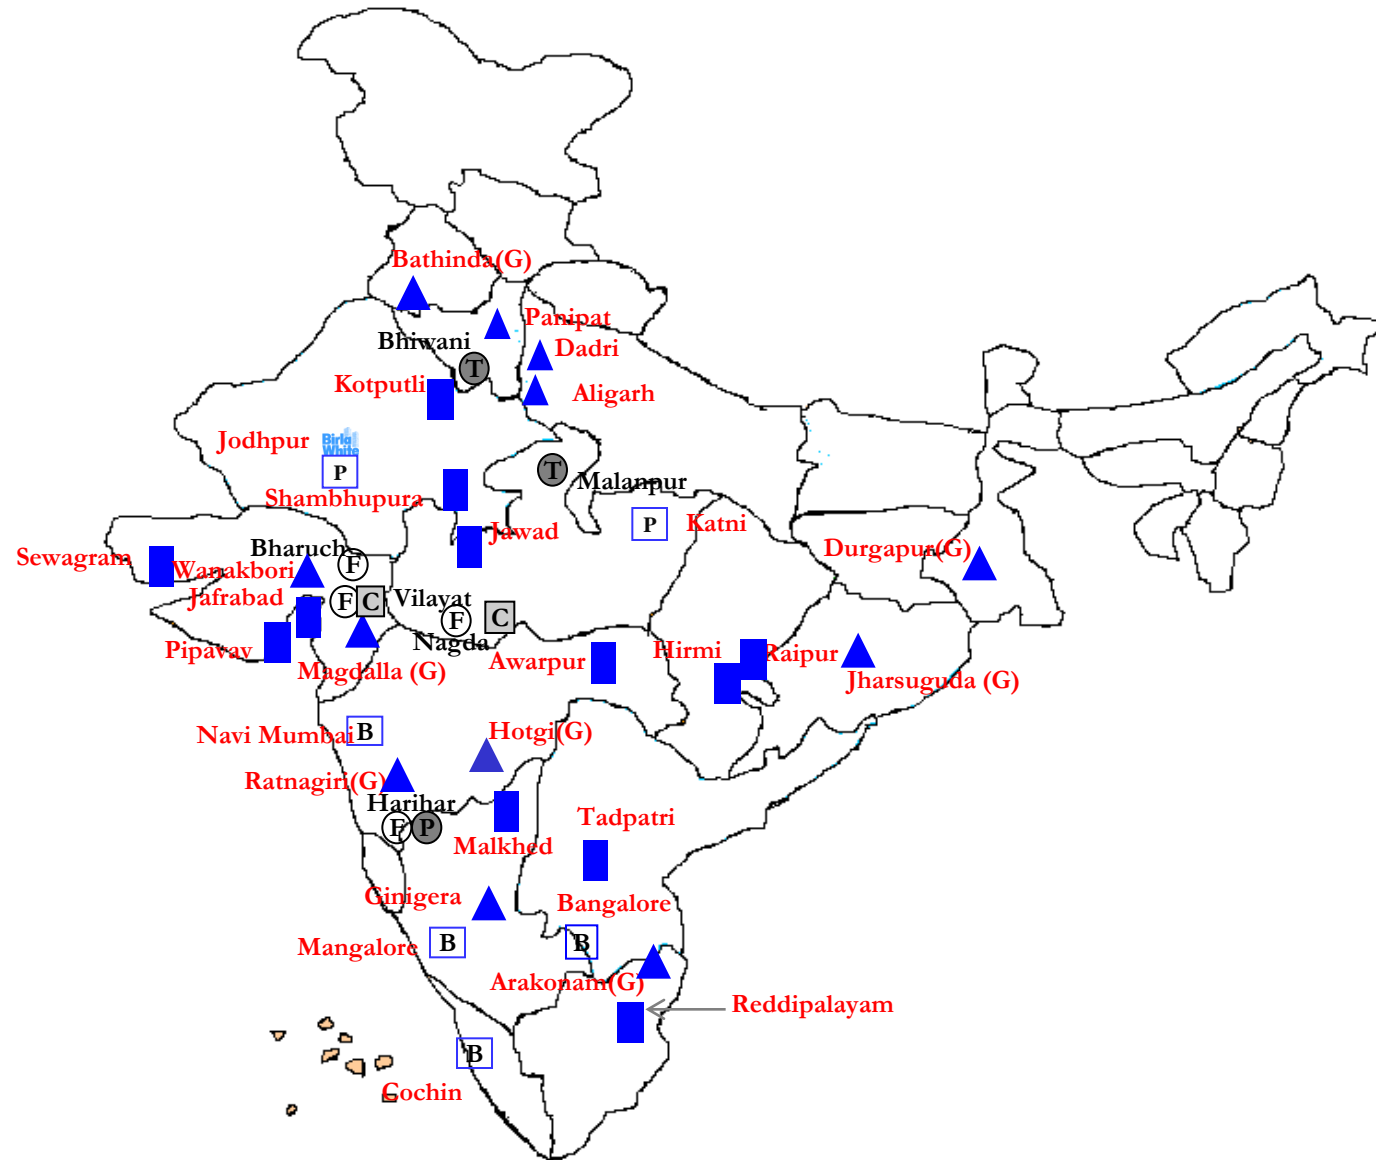 Bathinda(G)
Panipat
Bhiwani
Dadri
T
Kotputli
Aligarh
Jodhpur
Birla
White
P
T
Malanpur
Shambhupura
P
Katni
Jawad
Sewagram
Bharuch
F
Wanakbori
Durgapur(G)
Jafrabad
F
C
Vilayat
F
C
Nagda
Pipavav
Magdalla (G)
Awarpur
Hirmi
Raipur
Jharsuguda (G)
Navi Mumbai
B
Hotgi(G)
Ratnagiri(G)
Harihar
F
P
Malkhed
Tadpatri
Ginigera
Bangalore
Mangalore
B
B
Arakonam(G)
Reddipalayam
B
Cochin